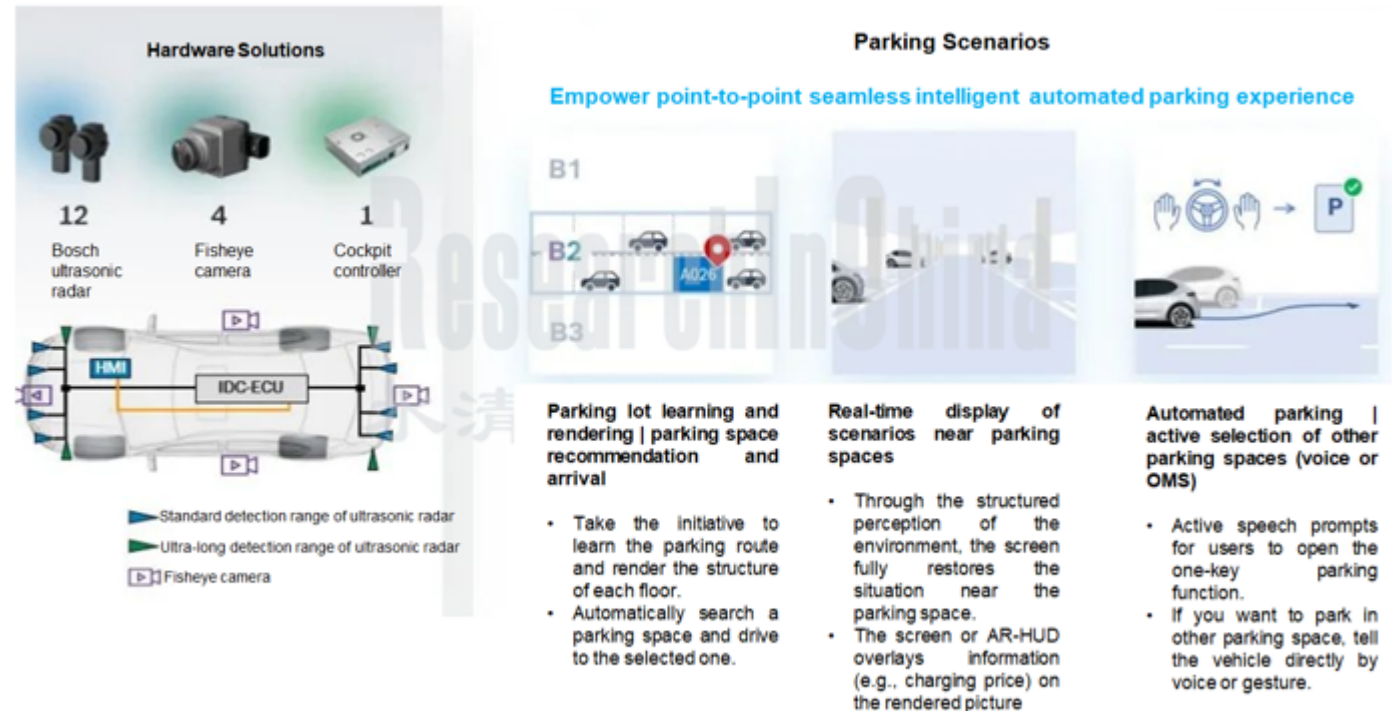 Hardware Solutions
12
Bosch
ultrasonic
radar
4
Fisheye
camera
1
Cockpit
controller
HMI
IDC-ECU
Standard detection range of ultrasonic radar
Ultra-long detection range of ultrasonic radar
Fisheye camera
Parking Scenarios
Empower point-to-point seamless intelligent automated parking experience
B1
B2
A026
B3
P
ResearchInChina
水清
Parking lot learning and
rendering | parking space
recommendation and
arrival
• Take the initiative to
learn the parking route
and render the structure
of each floor.
• Automatically search a
parking space and drive
to the selected one.
Real-time display of
scenarios near parking
spaces
• Through the structured
perception of the
environment, the screen
fully restores the
situation near the
parking space.
• The screen or AR-HUD
overlays information
(e.g., charging price) on
the rendered picture
Automated parking |
active selection of other
parking spaces (voice or
OMS)
• Active speech prompts
for users to open the
one-key parking
function.
• If you want to park in
other parking space, tell
the vehicle directly by
voice or gesture.